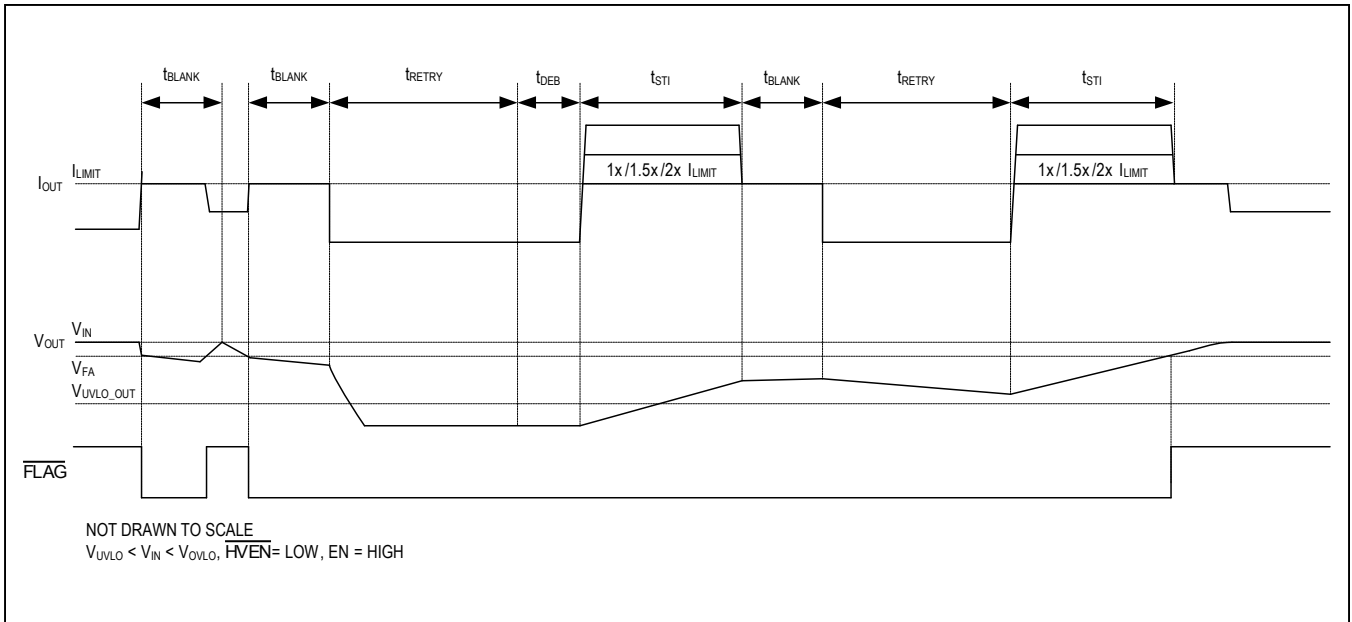 tBLANK tBLANK tRETRY tDEB tSTI tBLANK tRETRY tSTI
ILIMIT
IOUT
1x/1.5x/2x ILIMIT 1x/1.5x/2x ILIMIT
VIN
VOUT
VFA
VUVLO_OUT
FLAG
NOT DRAWN TO SCALE
VUVLO < VIN < VOVLO, HVEN= LOW, EN = HIGH